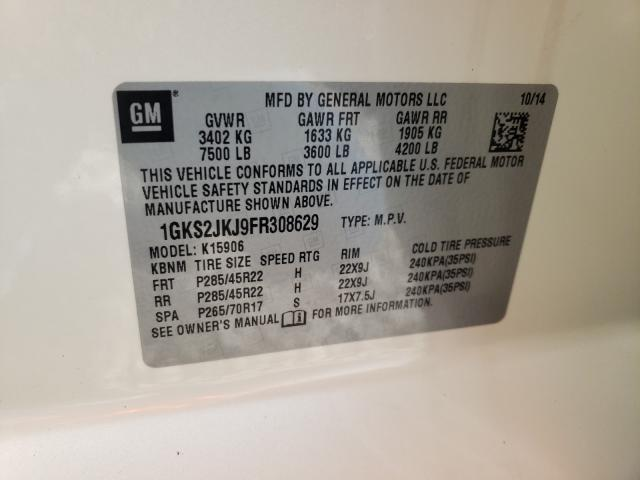 GM ®
MFD BY GENERAL MOTORS LLC 10/14
GVWR GAWR FRT GAWR RR
3402 KG 1633 KG 1905 KG
7500 LB 3600 LB 4200 LB
THIS VEHICLE CONFORMS TO ALL APPLICABLE U.S. FEDERAL MOTOR
VEHICLE SAFETY STANDARDS IN EFFECT ON THE DATE OF
MANUFACTURE SHOWN ABOVE.
1GKS2JKJ9FR308629 TYPE: M.P.V.
MODEL: K15906
KBNM TIRE SIZE SPEED RTG RIM COLD TIRE PRESSURE
FRT P285/45R22 H 22X9J 240KPA(35PSI)
RR P285/45R22 H 22X9J 240KPA(35PSI)
SPA P265/70R17 S 17X7.5J 240KPA(35PSI)
SEE OWNER'S MANUAL FOR MORE INFORMATION.